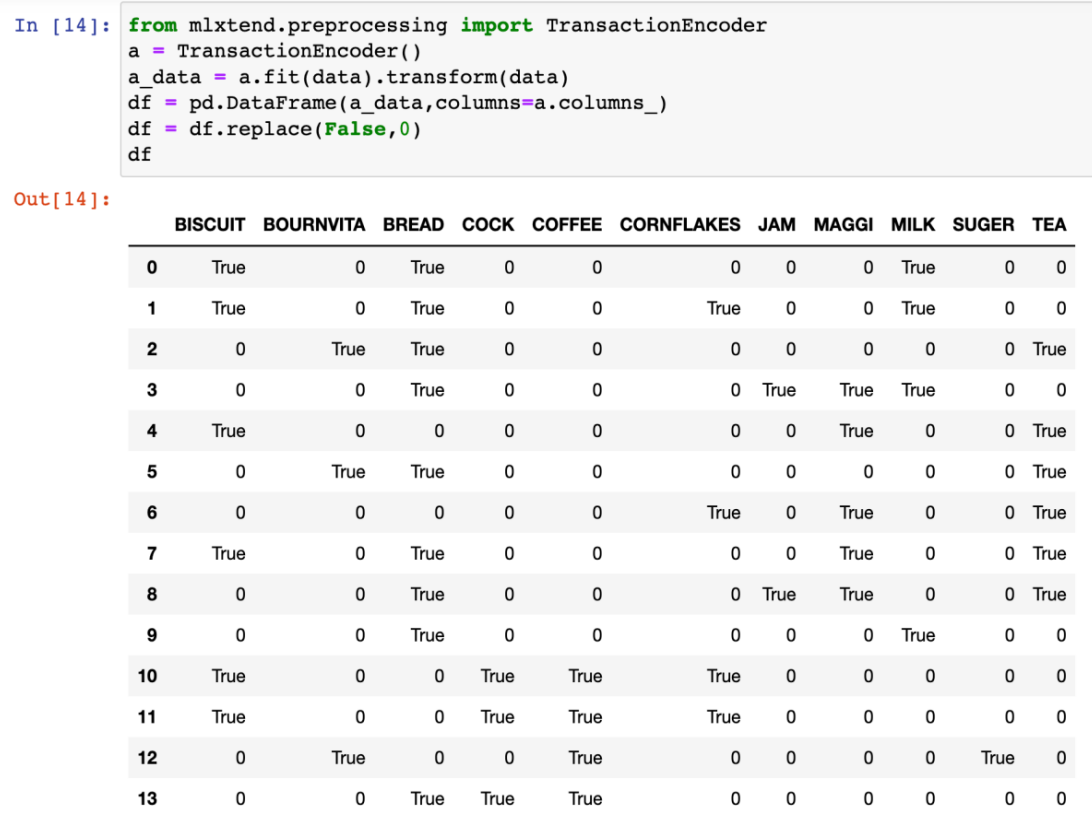 In [14]: from mlxtend.preprocessing import TransactionEncoder
a = TransactionEncoder()
a_data = a.fit(data).transform(data)
df = pd.DataFrame(a_data,columns=a.columns_)
df = df.replace(False,0)
df
Out[14]:
BISCUIT BOURNVITA BREAD COCK COFFEE CORNFLAKES JAM MAGGI MILK SUGER TEA
0 True 0 True 0 0 0 0 0 True 0 0
1 True 0 True 0 0 True 0 0 True 0 0
2 0 True True 0 0 0 0 0 0 0 True
3 0 0 True 0 0 0 True True True 0 0
4 True 0 0 0 0 0 0 True 0 0 True
5 0 True True 0 0 0 0 0 0 0 True
6 0 0 0 0 0 True 0 True 0 0 True
7 True 0 True 0 0 0 0 True 0 0 True
8 0 0 True 0 0 0 True True 0 0 True
9 0 0 True 0 0 0 0 0 True 0 0
10 True 0 0 True True True 0 0 0 0 0
11 True 0 0 True True True 0 0 0 0 0
12 0 True 0 0 True 0 0 0 0 True 0
13 0 0 True True True 0 0 0 0 0 0